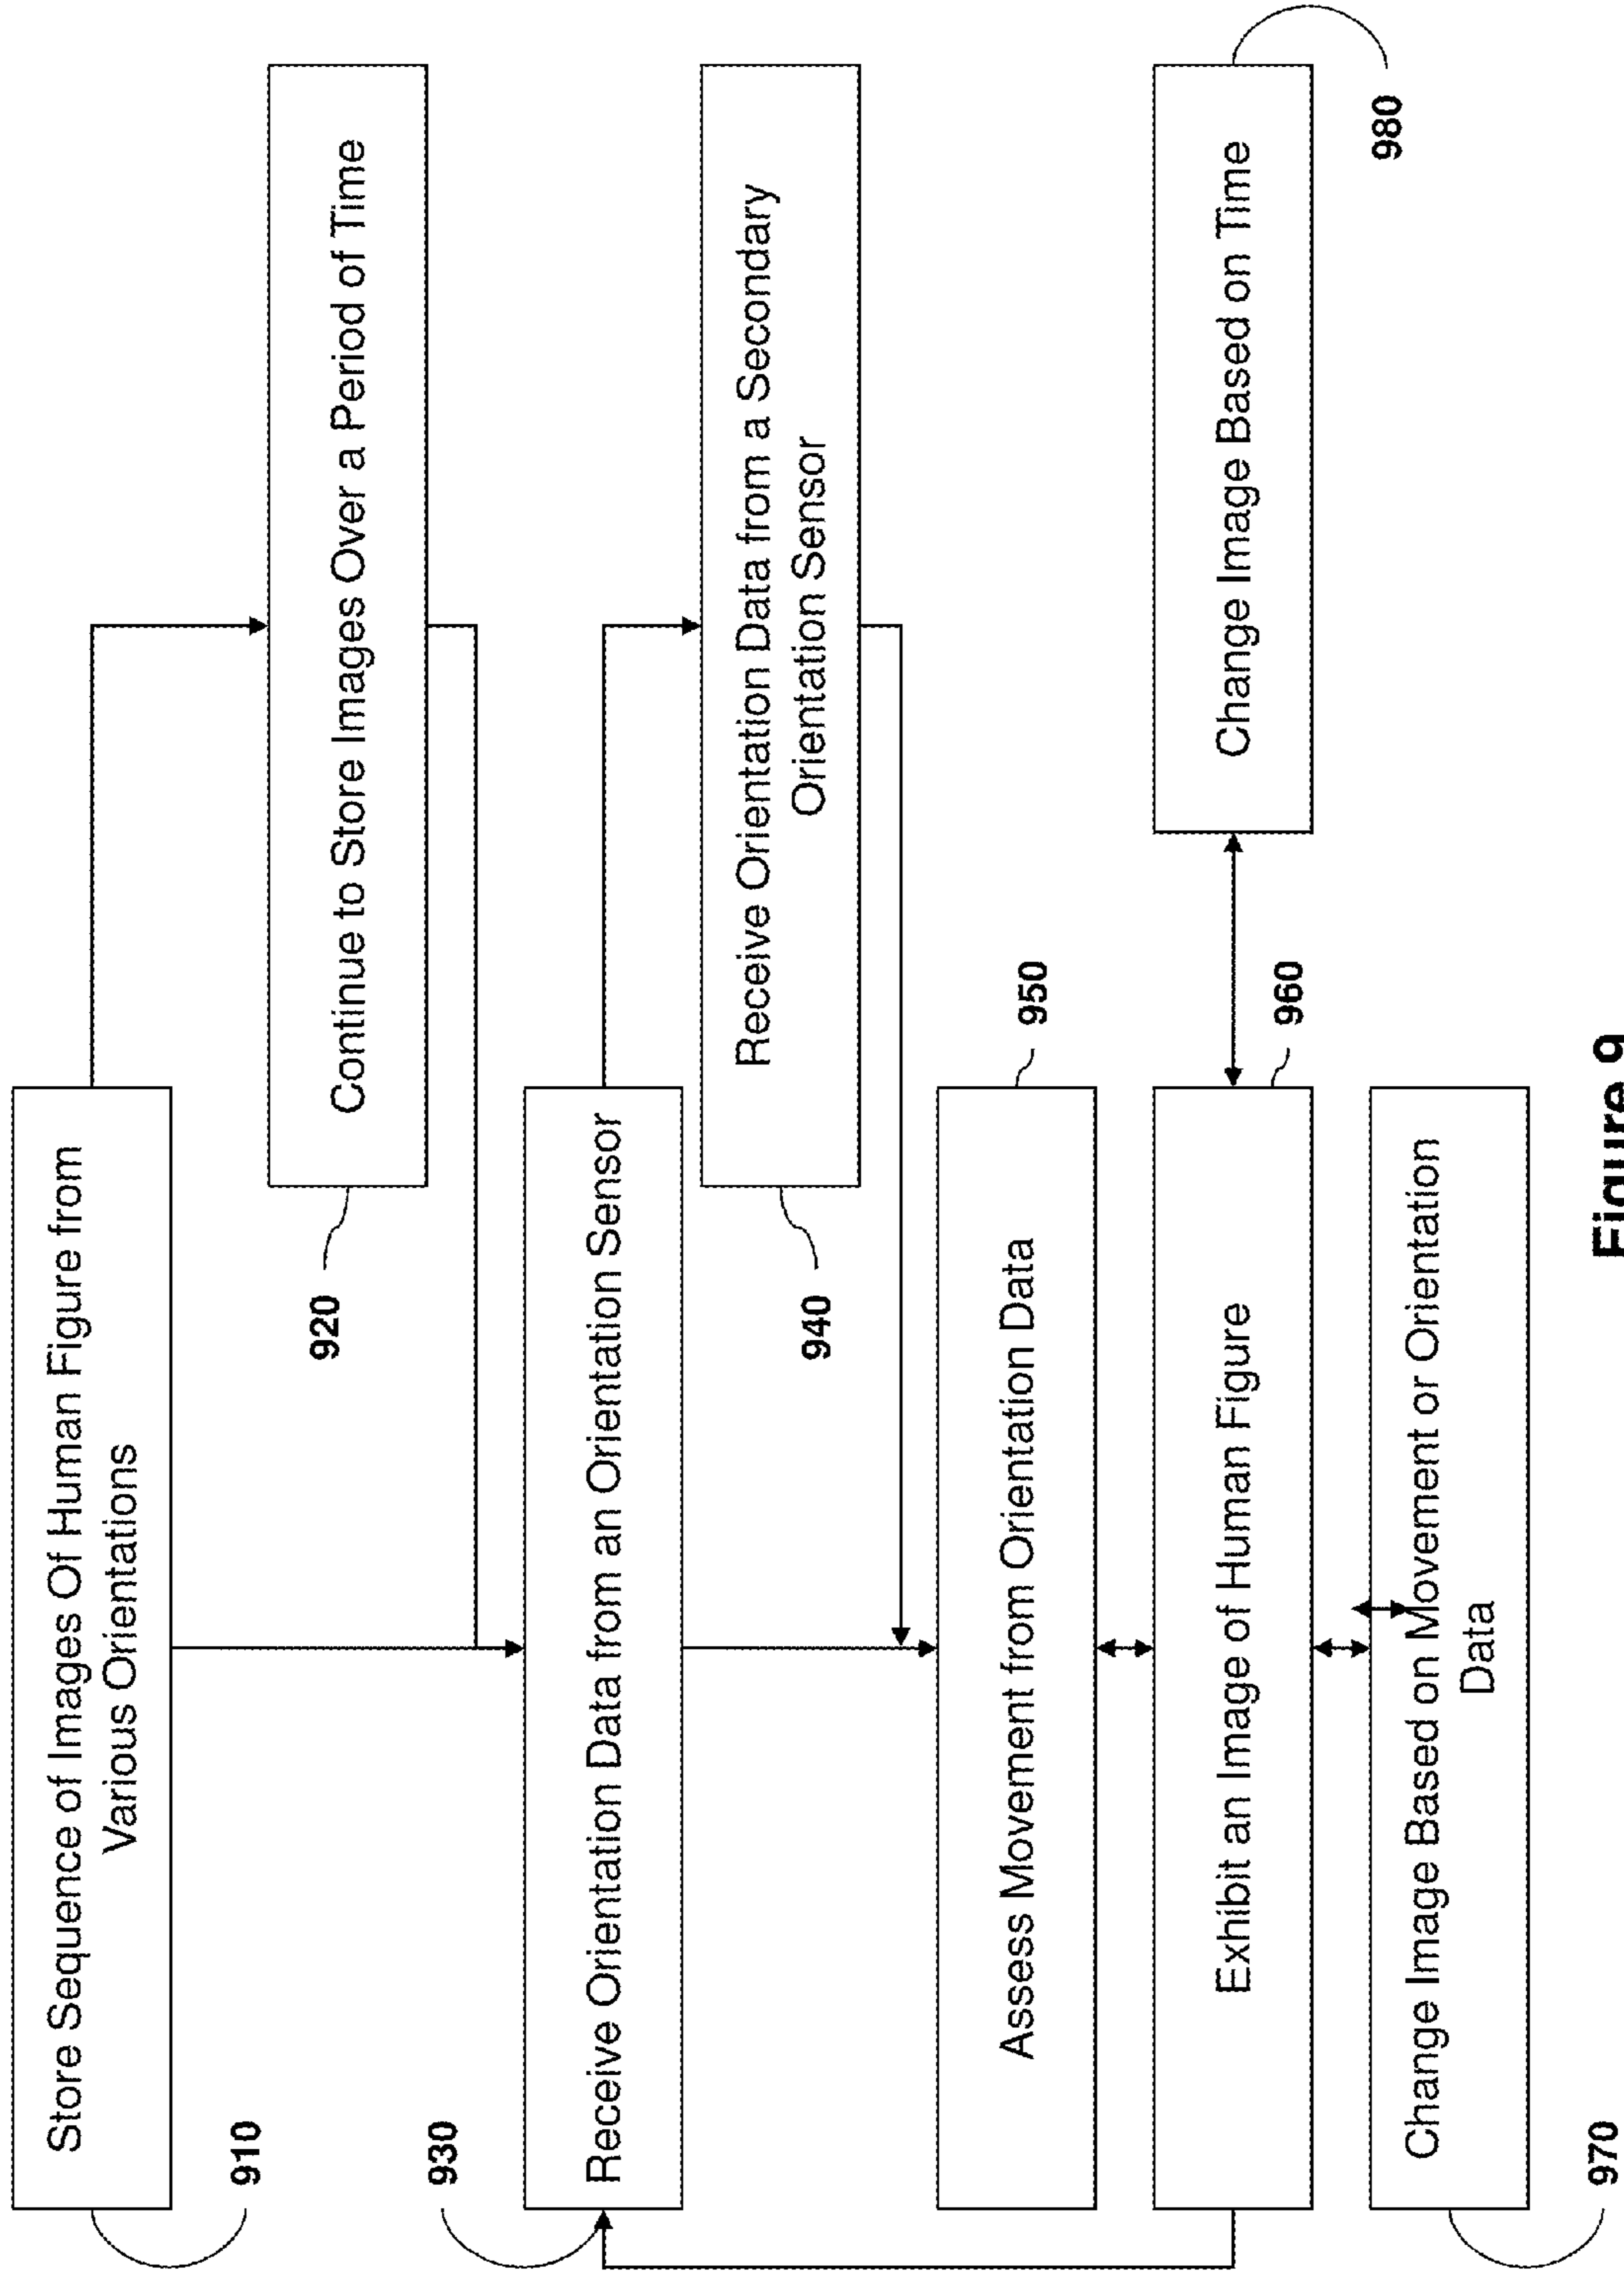 Store Sequence of Images Of Human Figure from
Various Orientations
910
Continue to Store Images Over a Period of Time
920
930
Receive Orientation Data from an Orientation Sensor
Receive Orientation Data from a Secondary
Orientation Sensor
940
Assess Movement from Orientation Data
950
Exhibit an Image of Human Figure
960
Change Image Based on Time
980
Change Image Based on Movement or Orientation
Data
970
Figure 9